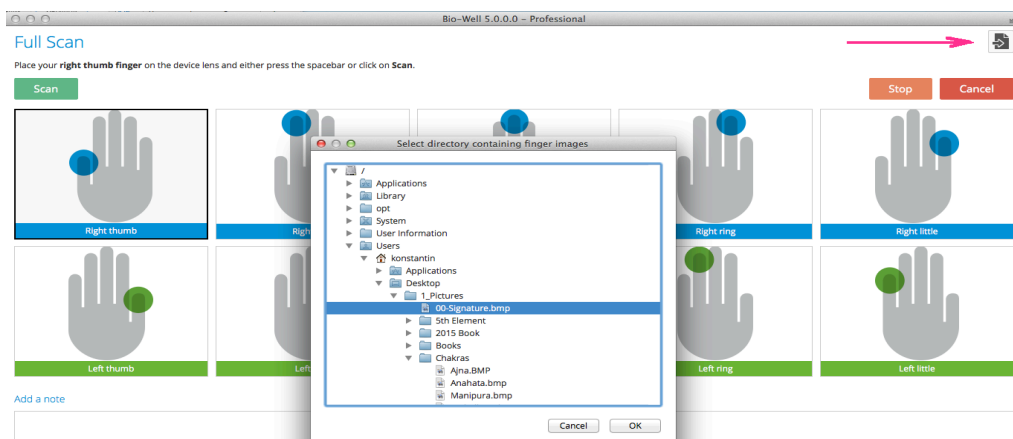 Bio-Well 5.0.0.0 – Professional
Full Scan
Place your right thumb finger on the device lens and either press the spacebar or click on Scan.
Scan
Stop
Cancel
Select directory containing finger images
/
Applications
Library
opt
System
User Information
Users
konstantin
Applications
Desktop
1_Pictures
00-Signature.bmp
5th Element
2015 Book
Books
Chakras
Ajna.BMP
Anahata.bmp
Manipura.bmp
Cancel
OK
Right thumb
Righ
Right ring
Right little
Left thumb
Left
Left ring
Left little
Add a note